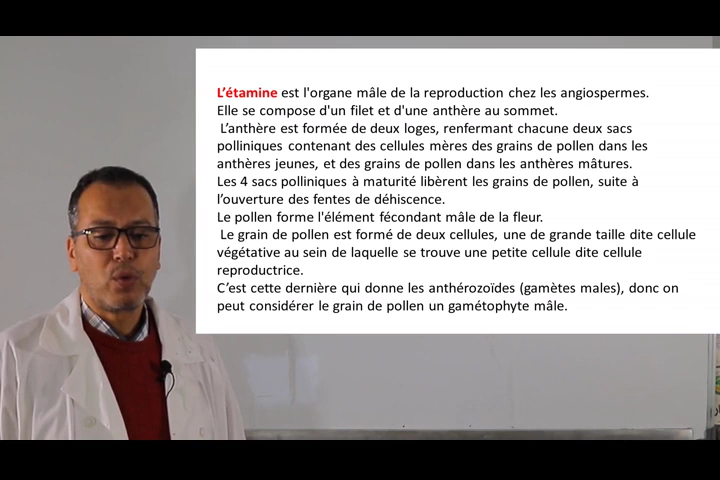 L'étamine est l'organe mâle de la reproduction chez les angiospermes.
Elle se compose d'un filet et d'une anthère au sommet.
L'anthère est formée de deux loges, renfermant chacune deux sacs
polliniques contenant des cellules mères des grains de pollen dans les
anthères jeunes, et des grains de pollen dans les anthères mâtures.
Les 4 sacs polliniques à maturité libèrent les grains de pollen, suite à
l'ouverture des fentes de déhiscence.
Le pollen forme l'élément fécondant mâle de la fleur.
Le grain de pollen est formé de deux cellules, une de grande taille dite cellule
végétative au sein de laquelle se trouve une petite cellule dite cellule
reproductrice.
C'est cette dernière qui donne les anthérozoïdes (gamètes males), donc on
peut considérer le grain de pollen un gamétophyte mâle.